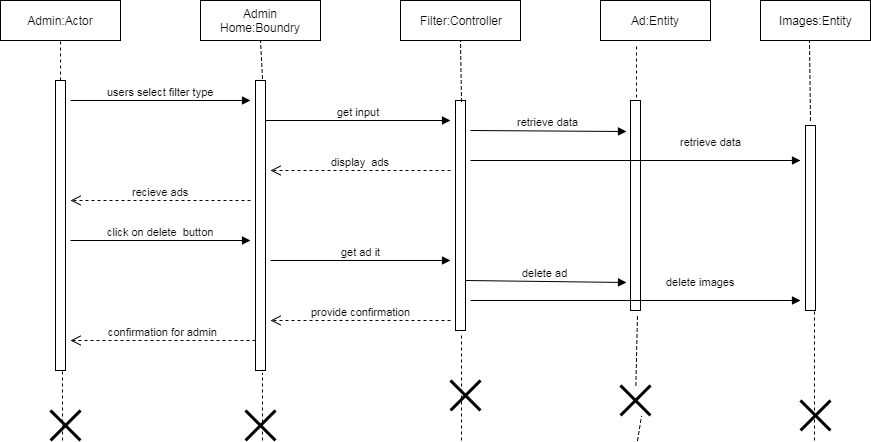 Admin:Actor
Admin
Home:Boundry
Filter:Controller
Ad:Entity
Images:Entity
users select filter type
get input
retrieve data
retrieve data
display  ads
recieve ads
click on delete  button
get ad it
delete ad
delete images
provide confirmation
confirmation for admin